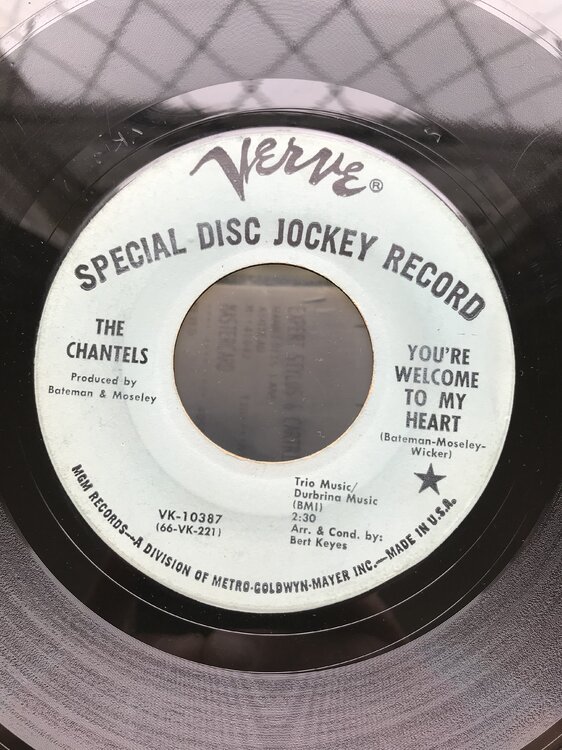 Verve®
SPECIAL DISC JOCKEY RECORD
THE
CHANTELS
Produced by
Bateman & Moseley
YOU'RE
WELCOME
TO MY
HEART
(Bateman-Moseley-
Wicker)
VK-10387
(66-VK-221)
Trio Music/
Durbrina Music
(BMI)
2:30
Arr. & Cond. by:
Bert Keyes
MGM RECORDS—A DIVISION OF METRO-GOLDWYN-MAYER INC.—MADE IN U.S.A.